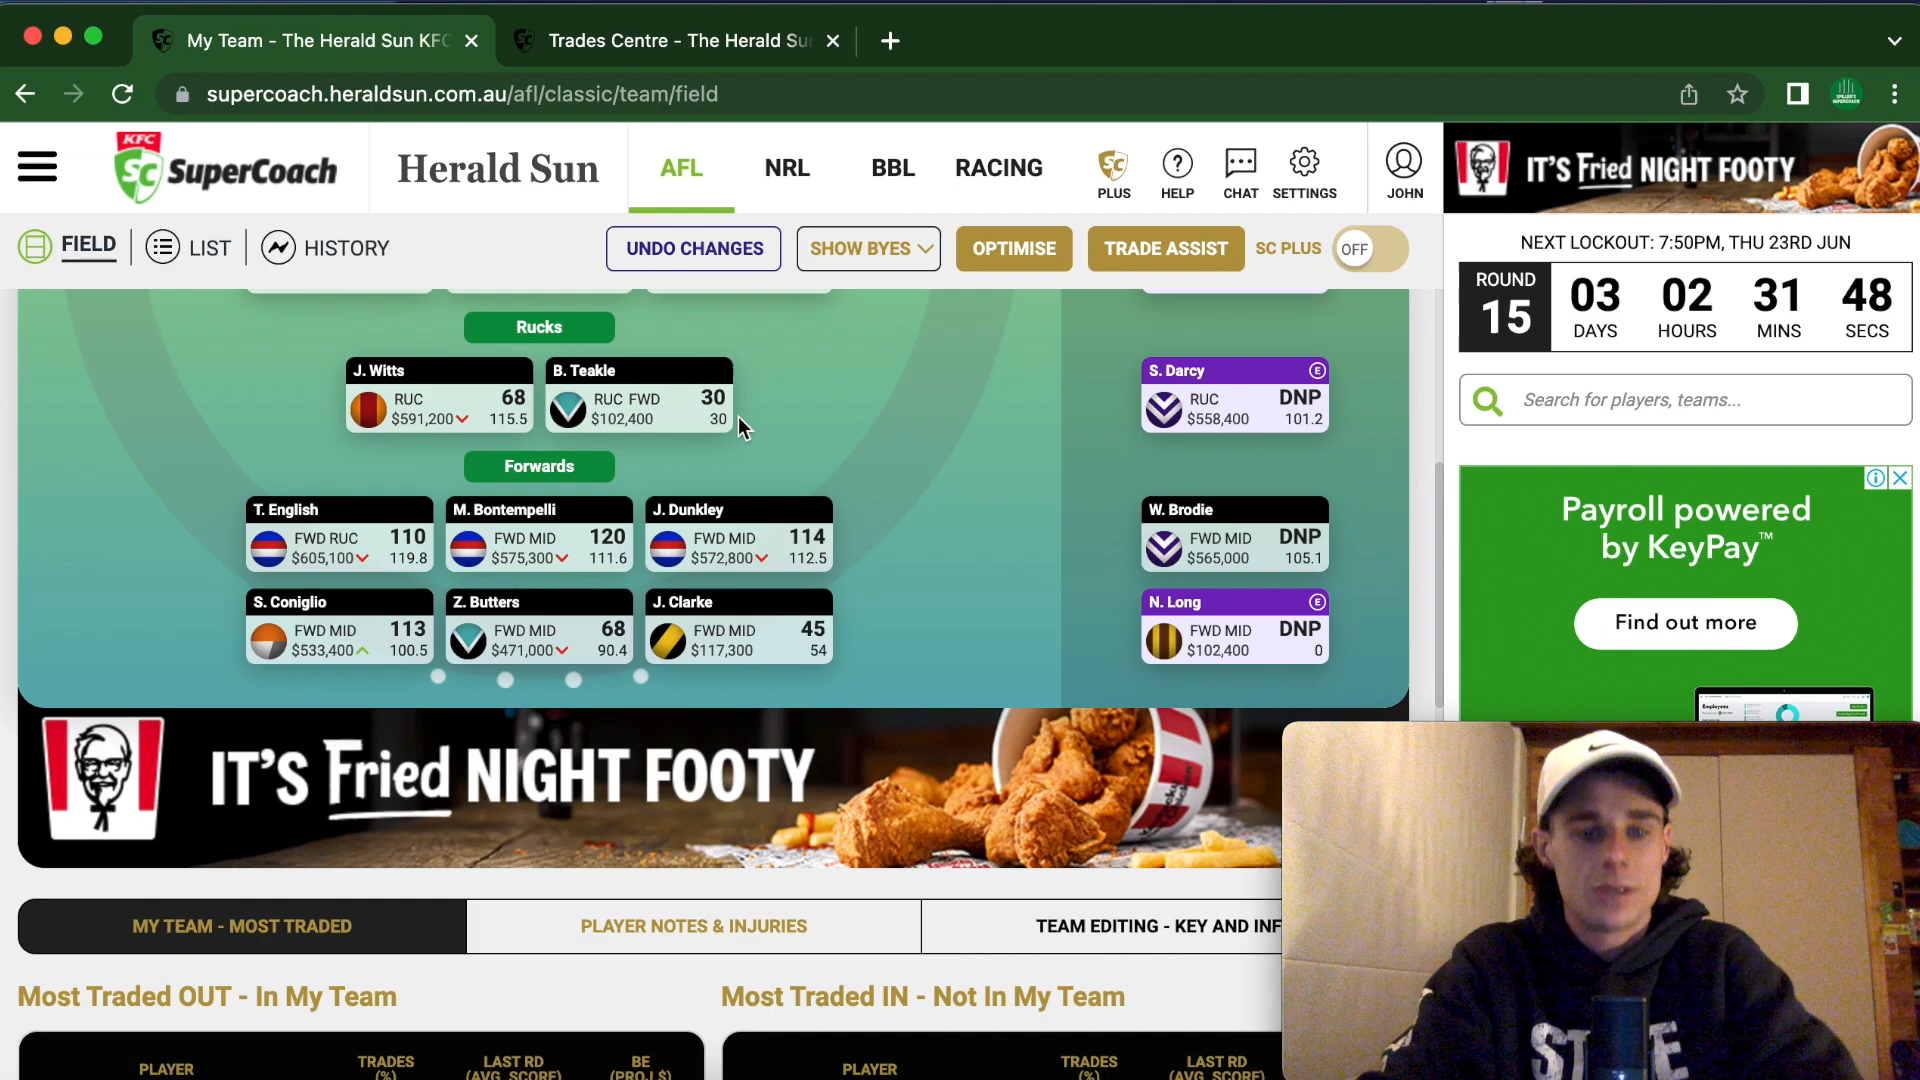 My Team - The Herald Sun KFC
Trades Centre - The Herald Sun
supercoach.heraldsun.com.au/afl/classic/team/field
KFC
SC SuperCoach
Herald Sun
AFL
NRL
BBL
RACING
SC
PLUS
HELP
CHAT
SETTINGS
JOHN
KFC
IT'S Fried NIGHT FOOTY
FIELD
LIST
HISTORY
UNDO CHANGES
SHOW BYES
OPTIMISE
TRADE ASSIST
SC PLUS
OFF
NEXT LOCKOUT: 7:50PM, THU 23RD JUN
ROUND
15
03 02 31 48
DAYS HOURS MINS SECS
Search for players, teams...
Rucks
J. Witts
RUC 68
$591,200 115.5
B. Teakle
RUC FWD 30
$102,400 30
S. Darcy E
RUC DNP
$558,400 101.2
Forwards
T. English
FWD RUC 110
$605,100 119.8
M. Bontempelli
FWD MID 120
$575,300 111.6
J. Dunkley
FWD MID 114
$572,800 112.5
W. Brodie
FWD MID DNP
$565,000 105.1
S. Coniglio
FWD MID 113
$533,400 100.5
Z. Butters
FWD MID 68
$471,000 90.4
J. Clarke
FWD MID 45
$117,300 54
N. Long E
FWD MID DNP
$102,400 0
Payroll powered
by KeyPay™
Find out more
IT'S Fried NIGHT FOOTY
MY TEAM - MOST TRADED
PLAYER NOTES & INJURIES
TEAM EDITING - KEY AND INF
Most Traded OUT - In My Team
Most Traded IN - Not In My Team
PLAYER
TRADES
(%)
LAST RD
(AVG. SCORE)
BE
(PROJ $)
PLAYER
TRADES
(%)
LAST RD
(AVG. SCORE)